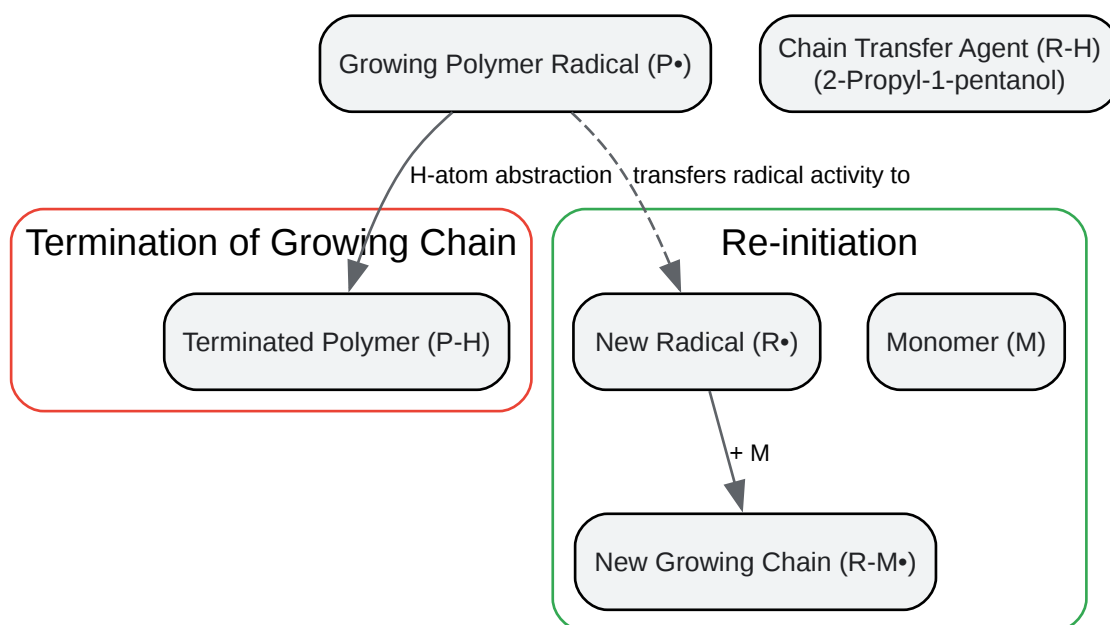 Growing Polymer Radical (P•)
Chain Transfer Agent (R-H)
(2-Propyl-1-pentanol)
H-atom abstraction
transfers radical activity to
Termination of Growing Chain
Re-initiation
Terminated Polymer (P-H)
New Radical (R•)
Monomer (M)
+ M
New Growing Chain (R-M•)